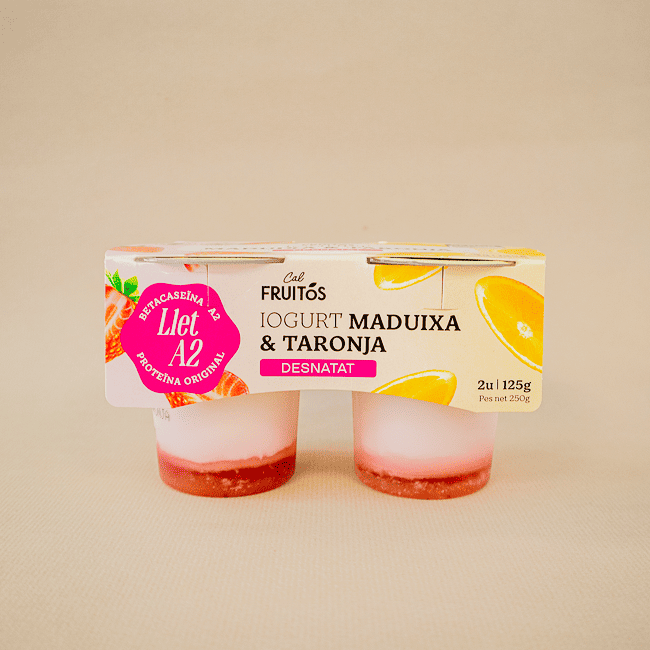 Cal
FRUITÓS
IOGURT MADUIXA
& TARONJA
DESNATAT
BETACASEÏNA · A2
Llet
A2
PROTEÏNA ORIGINAL
2u | 125g
Pes net 250g